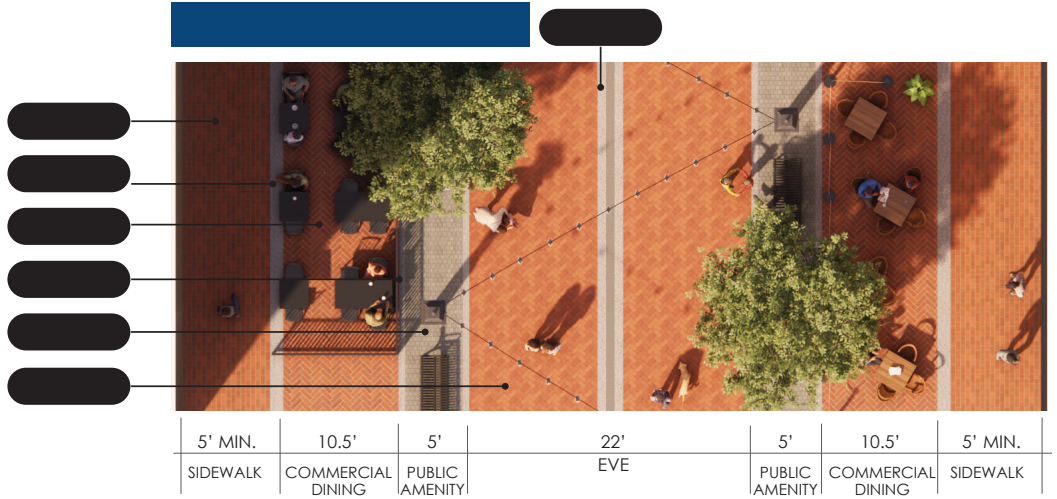 5' MIN.
10.5'
5'
22'
5'
10.5'
5' MIN.
SIDEWALK
COMMERCIAL
DINING
PUBLIC
AMENITY
EVE
PUBLIC
AMENITY
COMMERCIAL
DINING
SIDEWALK